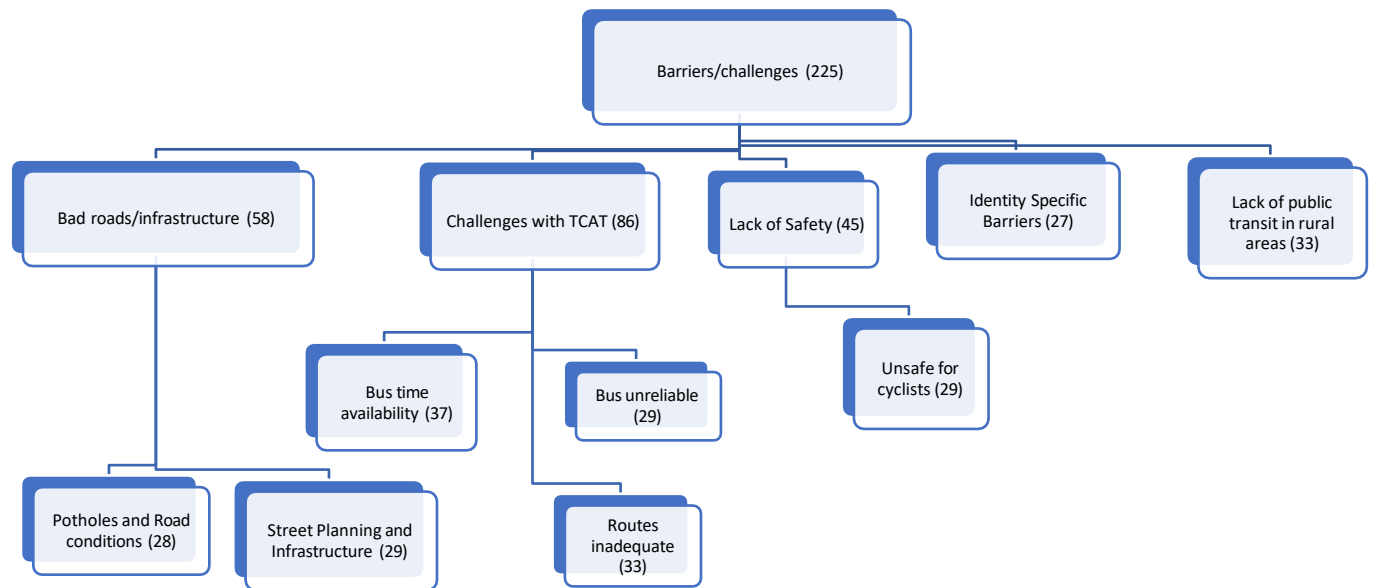 Barriers/challenges (225)
Bad roads/infrastructure (58)
Challenges with TCAT (86)
Lack of Safety (45)
Identity Specific
Barriers (27)
Lack of public
transit in rural
areas (33)
Bus time
availability (37)
Bus unreliable
(29)
Unsafe for
cyclists (29)
Potholes and Road
conditions (28)
Street Planning and
Infrastructure (29)
Routes
inadequate
(33)